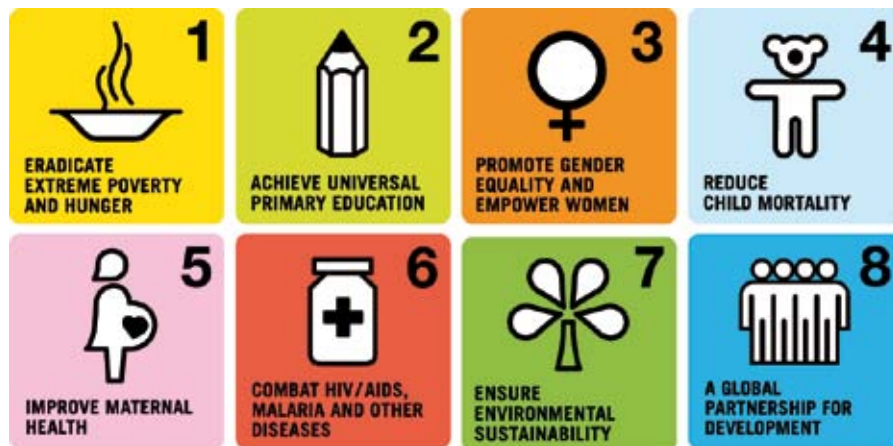 1
ERADICATE
EXTREME POVERTY
AND HUNGER
2
ACHIEVE UNIVERSAL
PRIMARY EDUCATION
3
PROMOTE GENDER
EQUALITY AND
EMPOWER WOMEN
4
REDUCE
CHILD MORTALITY
5
IMPROVE MATERNAL
HEALTH
6
COMBAT HIV/AIDS,
MALARIA AND OTHER
DISEASES
7
ENSURE
ENVIRONMENTAL
SUSTAINABILITY
8
A GLOBAL
PARTNERSHIP FOR
DEVELOPMENT